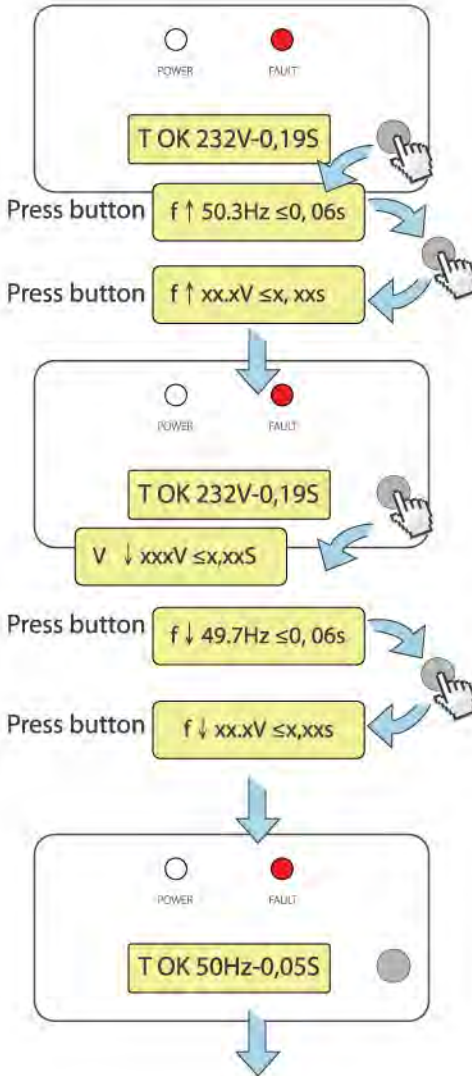 POWER FAULT
T OK 232V-0,19S
Press button f ↑ 50.3Hz ≤0, 06s
Press button f ↑ xx.xV ≤x, xxs
POWER FAULT
T OK 232V-0,19S
V ↓ xxxV ≤x,xxS
Press button f ↓ 49.7Hz ≤0, 06s
Press button f ↓ xx.xV ≤x,xxs
POWER FAULT
T OK 50Hz-0,05S